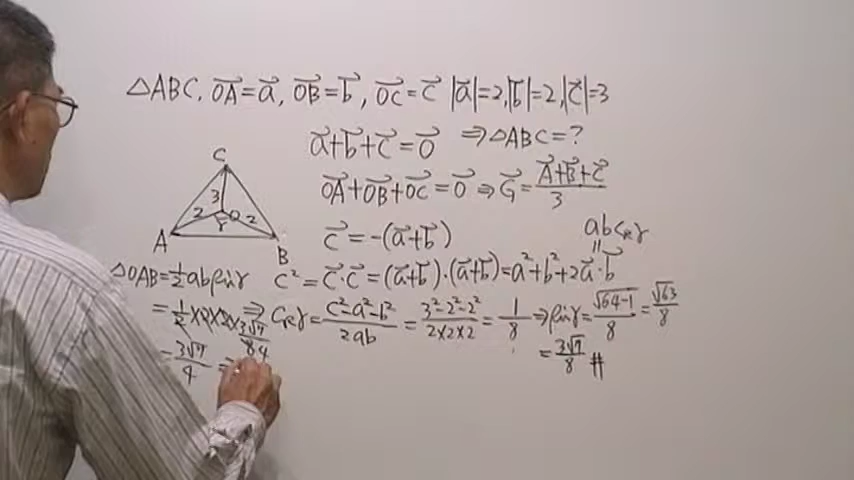 △ABC, OA⃗=a⃗, OB⃗=b⃗, OC⃗=c⃗ |a⃗|=2, |b⃗|=2, |c⃗|=3
a⃗+b⃗+c⃗=0⃗ ⇒△ABC=?
OA⃗+OB⃗+OC⃗=0⃗ ⇒ G⃗=(A⃗+B⃗+C⃗)/3
C
3
2 γ O 2
A B
c⃗=-(a⃗+b⃗)
ab cos γ
||
c²=c⃗·c⃗=(a⃗+b⃗)·(a⃗+b⃗)=a²+b²+2a⃗·b⃗
⇒ cos γ=(c²-a²-b²)/2ab=(3²-2²-2²)/(2×2×2)=1/8⇒sin γ=√(64-1)/8=√63/8
=3√7/8 #
△OAB=1/2 ab sin γ
=1/2×2×2×3√7/8 4
=3√7/4 =